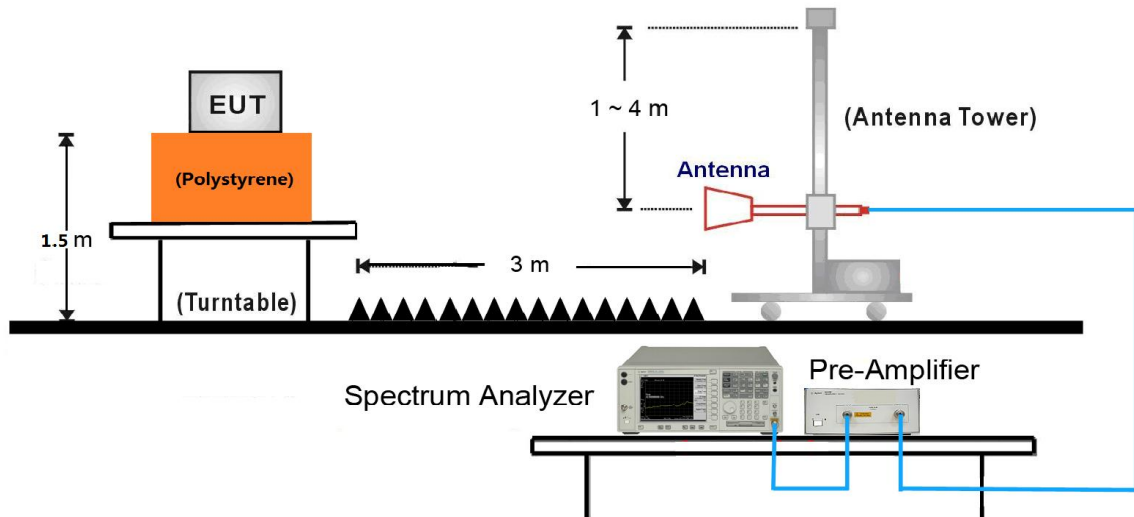 EUT
1 ~ 4 m
(Antenna Tower)
(Polystyrene)
Antenna
1.5 m
3 m
(Turntable)
Spectrum Analyzer
Pre-Amplifier